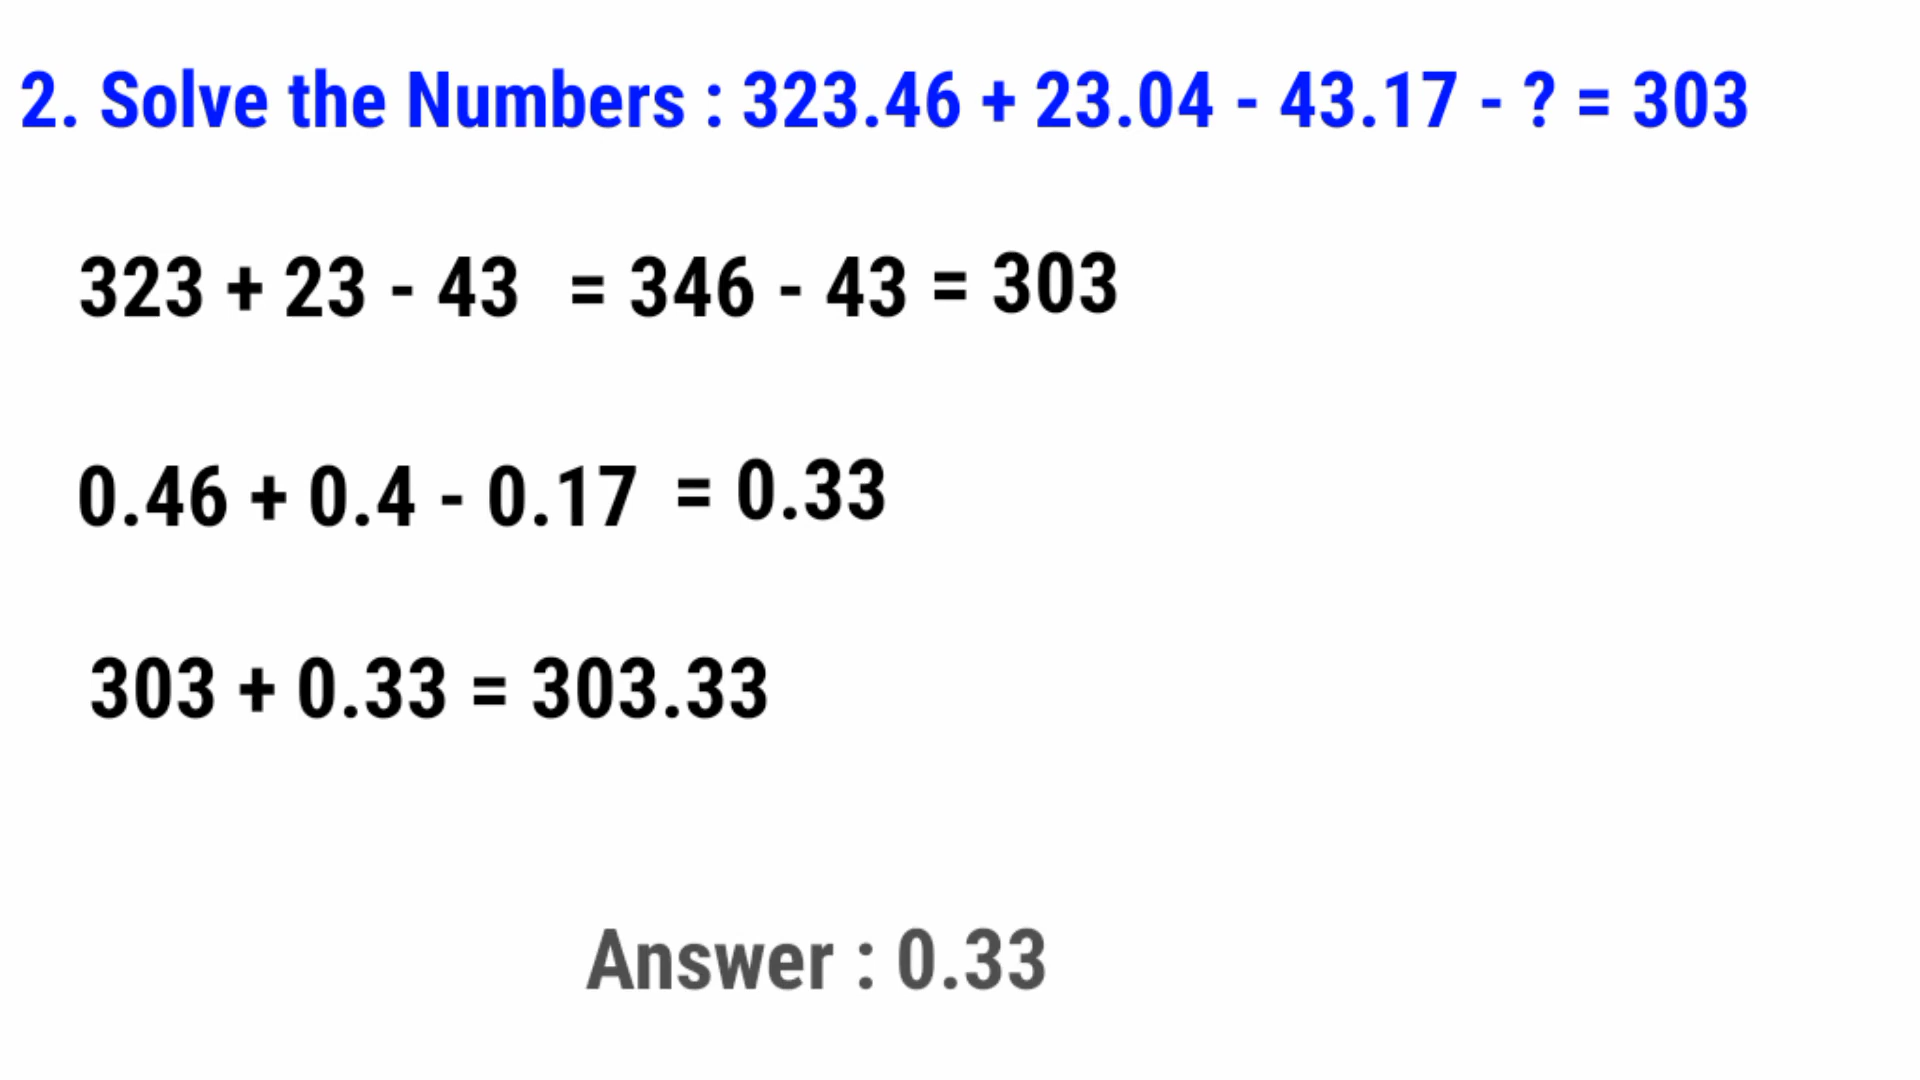 2. Solve the Numbers : 323.46 + 23.04 - 43.17 - ? = 303
323 + 23 - 43 = 346 - 43 = 303
0.46 + 0.4 - 0.17 = 0.33
303 + 0.33 = 303.33
Answer : 0.33